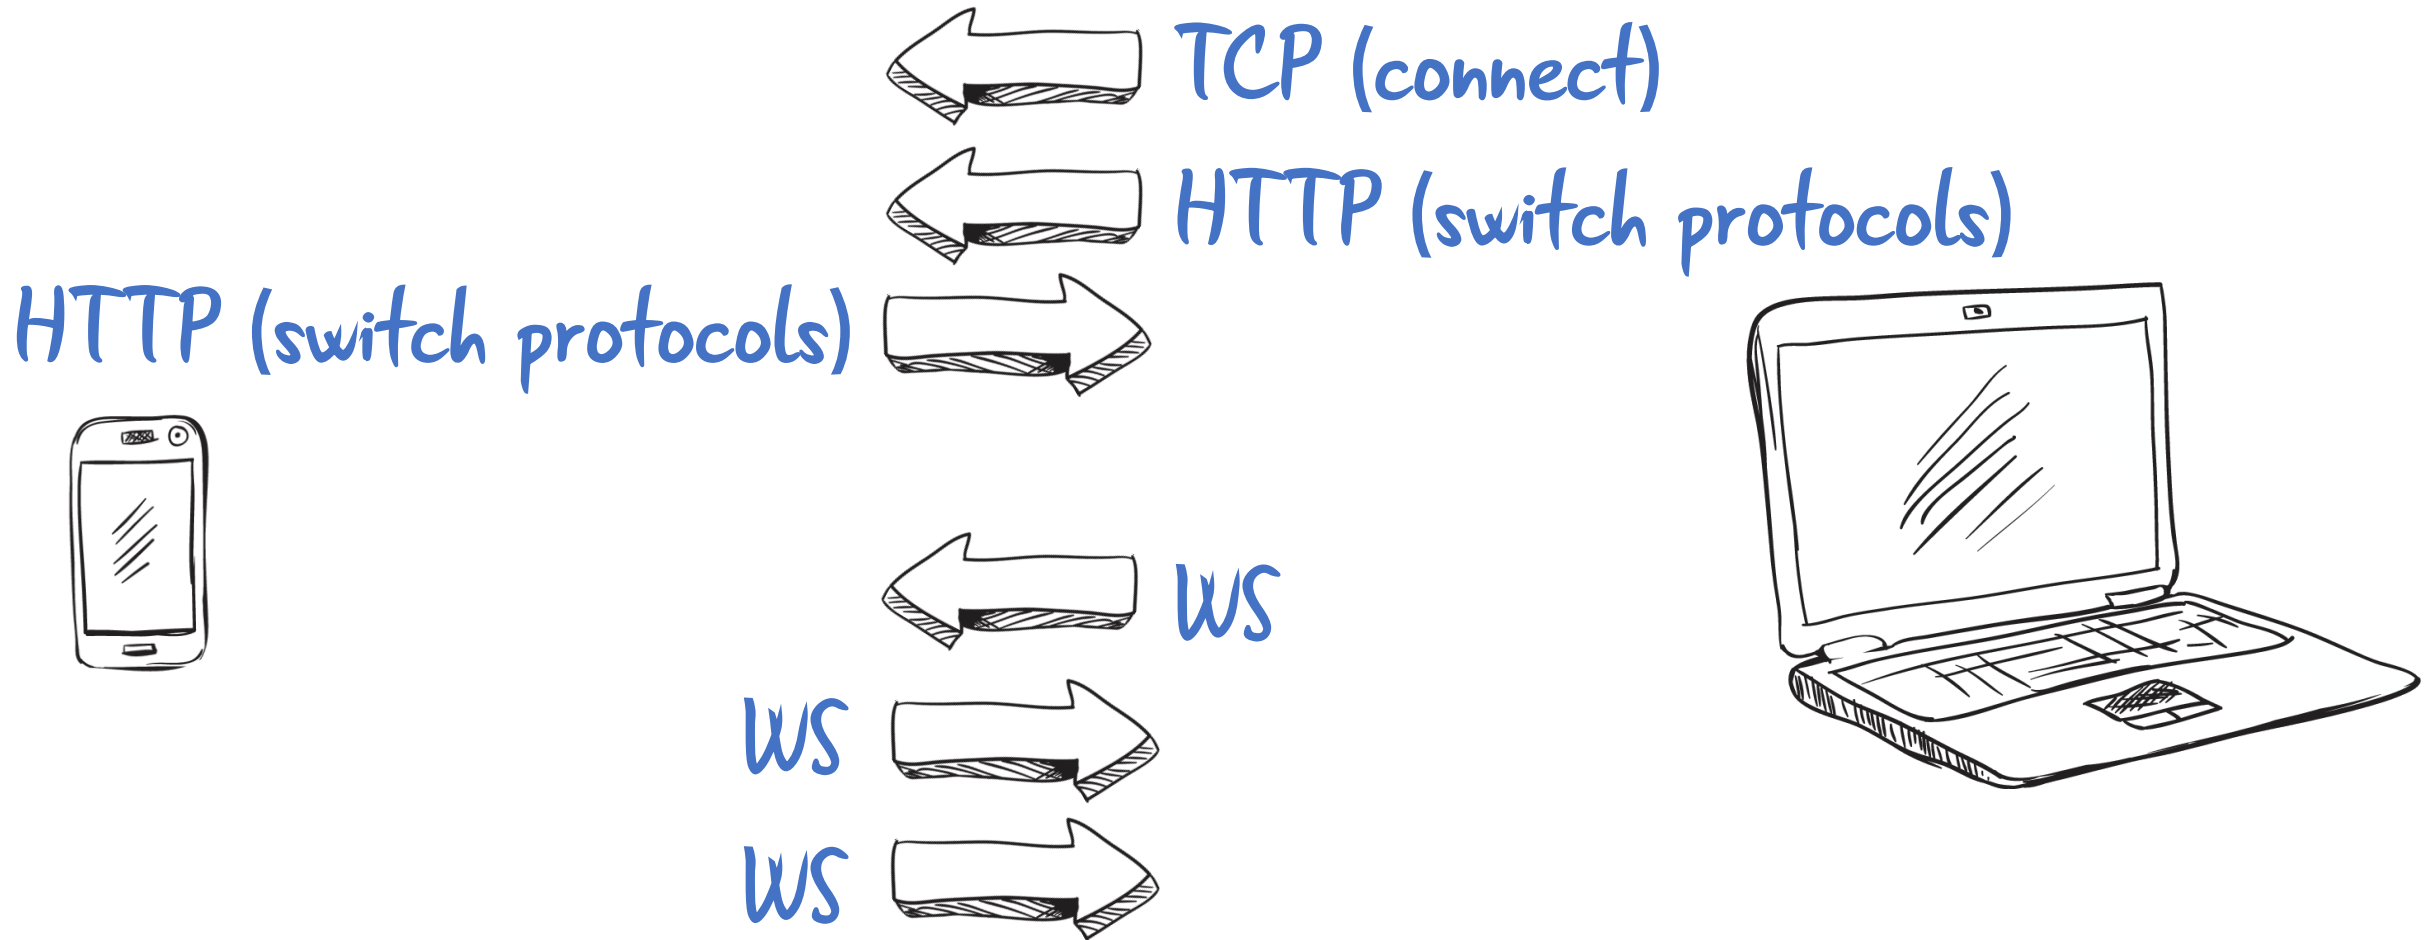 TCP (connect)
HTTP (switch protocols)
HTTP (switch protocols)
WS
WS
WS